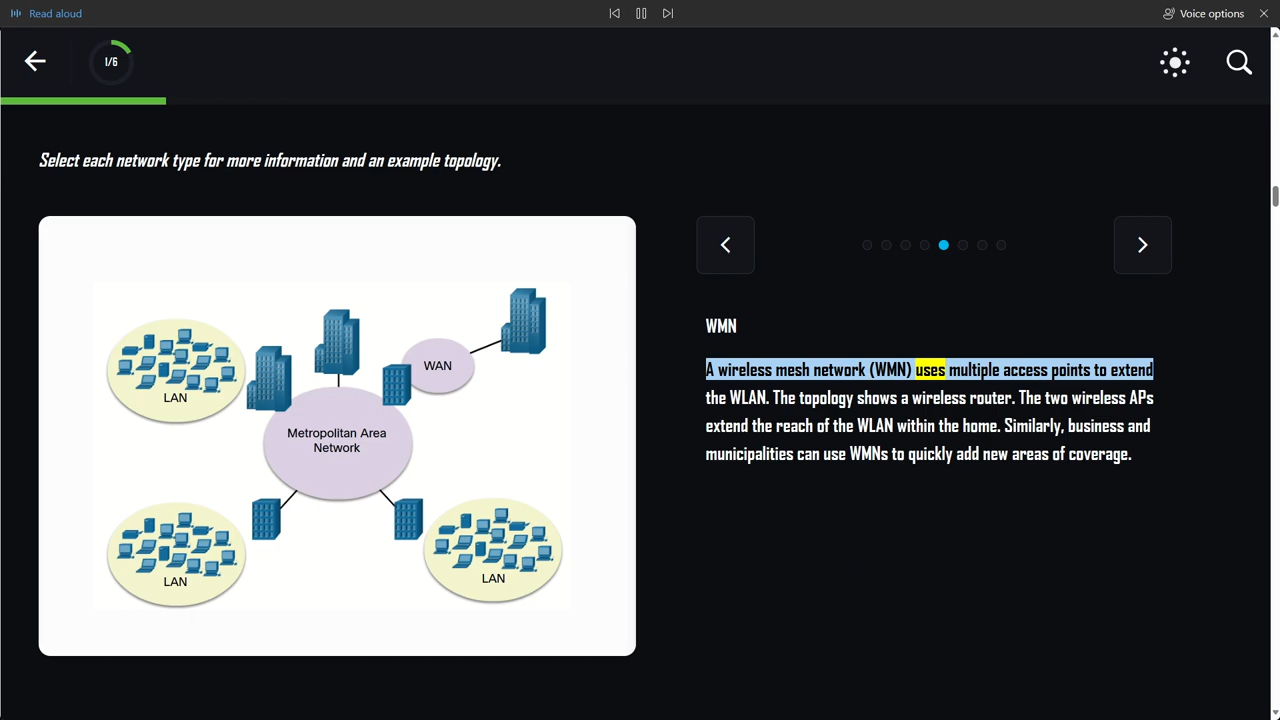 Read aloud
Voice options
1/6
Select each network type for more information and an example topology.
LAN
WAN
Metropolitan Area
Network
LAN
LAN
WMN
A wireless mesh network (WMN) uses multiple access points to extend
the WLAN. The topology shows a wireless router. The two wireless APs
extend the reach of the WLAN within the home. Similarly, business and
municipalities can use WMNs to quickly add new areas of coverage.